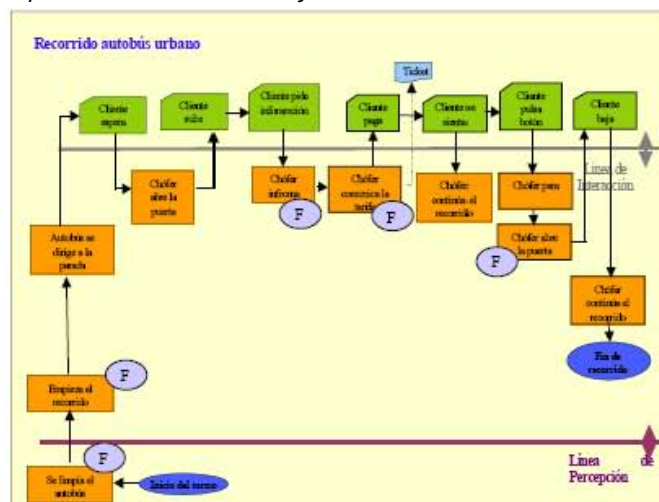 Recorrido autobús urbano
Ticket
Cliente
espera
Cliente
sube
Cliente pide
información
Cliente
paga
Cliente se
sienta
Cliente
pulsa
botón
Cliente
baja
Línea de
Interacción
Chófer
abre la
puerta
Chófer
informa
F
Chófer
comunica la
tarifa
F
Chófer
continúa el
recorrido
Chófer para
Chófer abre
la puerta
F
Autobús se
dirige a la
parada
Chófer
continúa el
recorrido
Fin de
recorrido
Empieza el
recorrido
F
Línea de
Percepción
Se limpia el
autobús
F
Inicio del turno